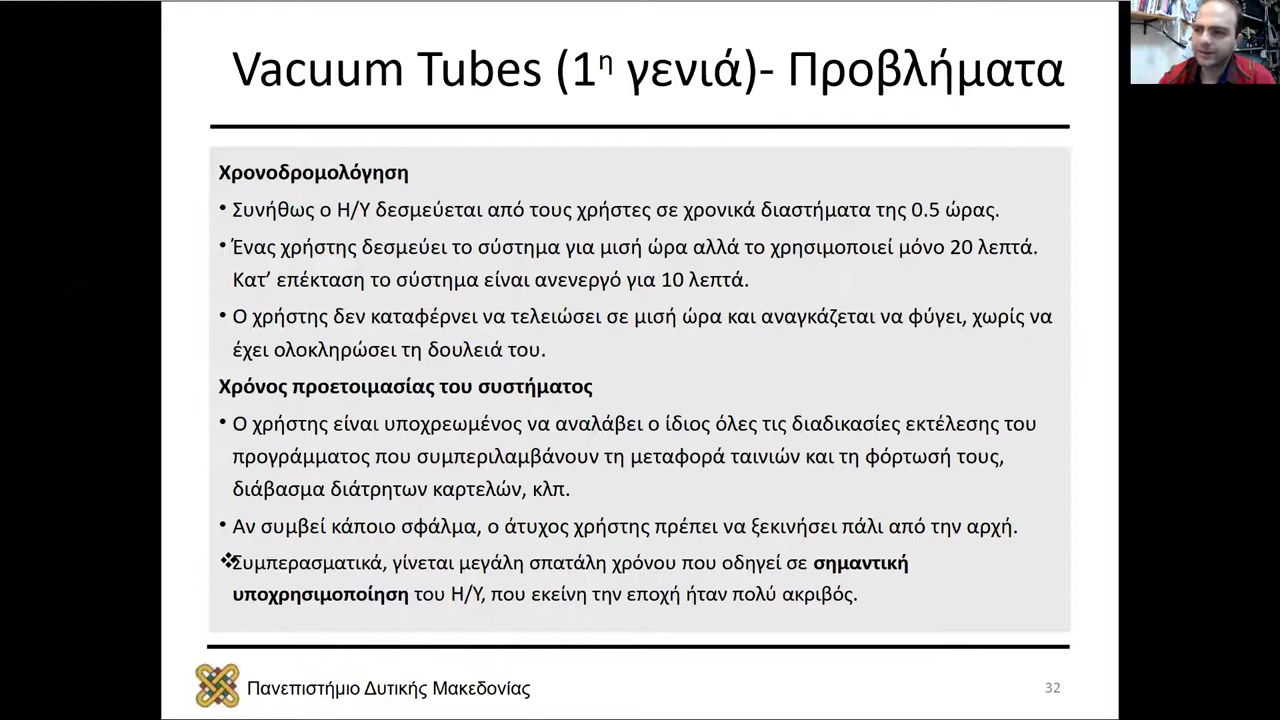 Vacuum Tubes (1η γενιά)- Προβλήματα
Χρονοδρομολόγηση
• Συνήθως ο Η/Υ δεσμεύεται από τους χρήστες σε χρονικά διαστήματα της 0.5 ώρας.
• Ένας χρήστης δεσμεύει το σύστημα για μισή ώρα αλλά το χρησιμοποιεί μόνο 20 λεπτά.
Κατ’ επέκταση το σύστημα είναι ανενεργό για 10 λεπτά.
• Ο χρήστης δεν καταφέρνει να τελειώσει σε μισή ώρα και αναγκάζεται να φύγει, χωρίς να
έχει ολοκληρώσει τη δουλειά του.
Χρόνος προετοιμασίας του συστήματος
• Ο χρήστης είναι υποχρεωμένος να αναλάβει ο ίδιος όλες τις διαδικασίες εκτέλεσης του
προγράμματος που συμπεριλαμβάνουν τη μεταφορά ταινιών και τη φόρτωσή τους,
διάβασμα διάτρητων καρτελών, κλπ.
• Αν συμβεί κάποιο σφάλμα, ο άτυχος χρήστης πρέπει να ξεκινήσει πάλι από την αρχή.
❖Συμπερασματικά, γίνεται μεγάλη σπατάλη χρόνου που οδηγεί σε σημαντική
υποχρησιμοποίηση του Η/Υ, που εκείνη την εποχή ήταν πολύ ακριβός.
Πανεπιστήμιο Δυτικής Μακεδονίας
32